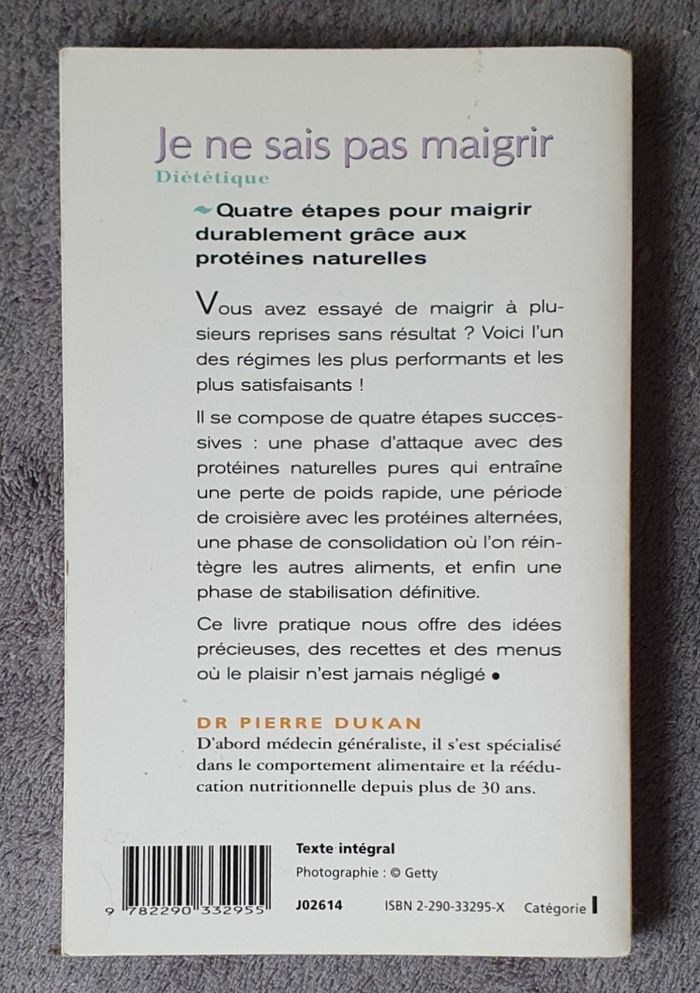 Je ne sais pas maigrir
Diététique
~ Quatre étapes pour maigrir
durablement grâce aux
protéines naturelles
Vous avez essayé de maigrir à plu-
sieurs reprises sans résultat ? Voici l'un
des régimes les plus performants et les
plus satisfaisants !
Il se compose de quatre étapes succes-
sives : une phase d'attaque avec des
protéines naturelles pures qui entraîne
une perte de poids rapide, une période
de croisière avec les protéines alternées,
une phase de consolidation où l'on réin-
tègre les autres aliments, et enfin une
phase de stabilisation définitive.
Ce livre pratique nous offre des idées
précieuses, des recettes et des menus
où le plaisir n'est jamais négligé •
DR PIERRE DUKAN
D'abord médecin généraliste, il s'est spécialisé
dans le comportement alimentaire et la réédu-
cation nutritionnelle depuis plus de 30 ans.
Texte intégral
Photographie : © Getty
J02614 ISBN 2-290-33295-X Catégorie I
9 782290 332955